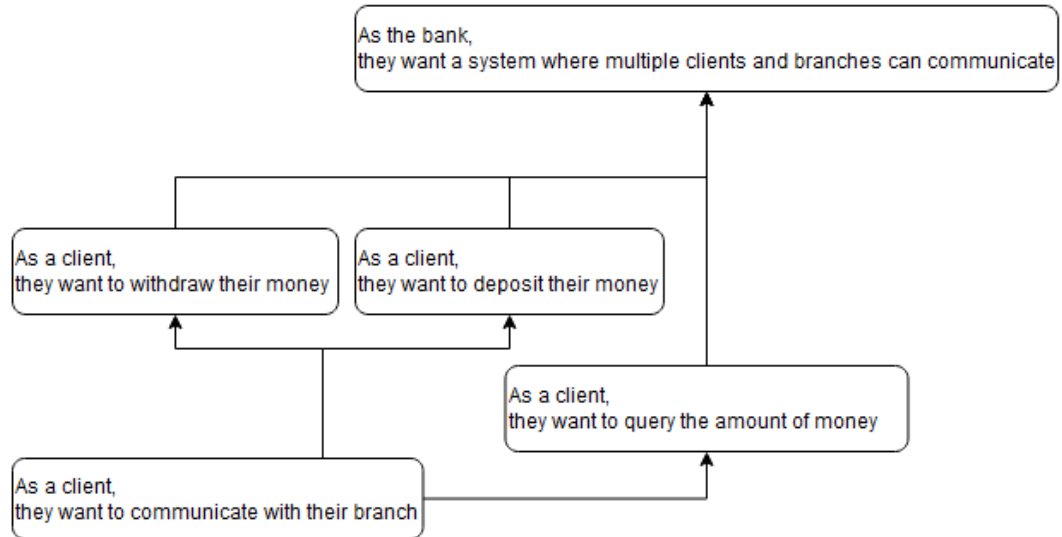 As the bank,
they want a system where multiple clients and branches can communicate
As a client,
they want to withdraw their money
As a client,
they want to deposit their money
As a client,
they want to query the amount of money
As a client,
they want to communicate with their branch